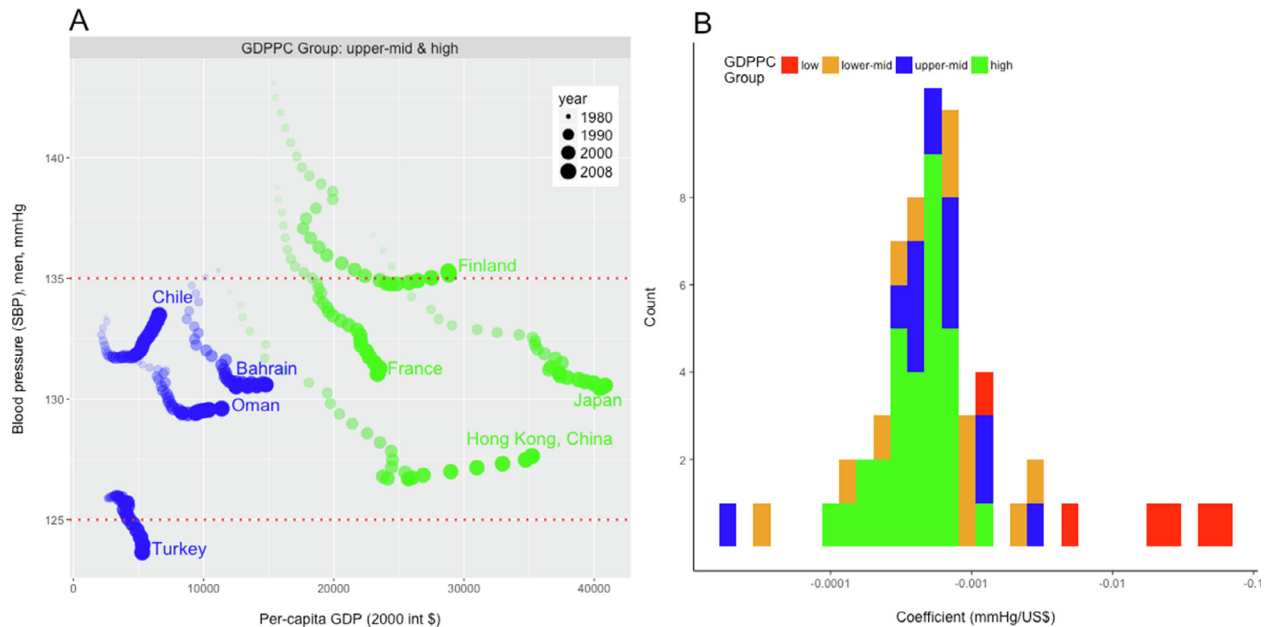 A
GDPPC Group: upper-mid & high
year
1980
1990
2000
2008
140
135
130
125
Blood pressure (SBP), men, mmHg
Finland
Chile
Bahrain
France
Oman
Japan
Hong Kong, China
Turkey
0
10000
20000
30000
40000
Per-capita GDP (2000 int $)
B
GDPPC
Group
low
lower-mid
upper-mid
high
8
6
4
2
Count
-0.0001
-0.001
-0.01
-0.1
Coefficient (mmHg/US$)